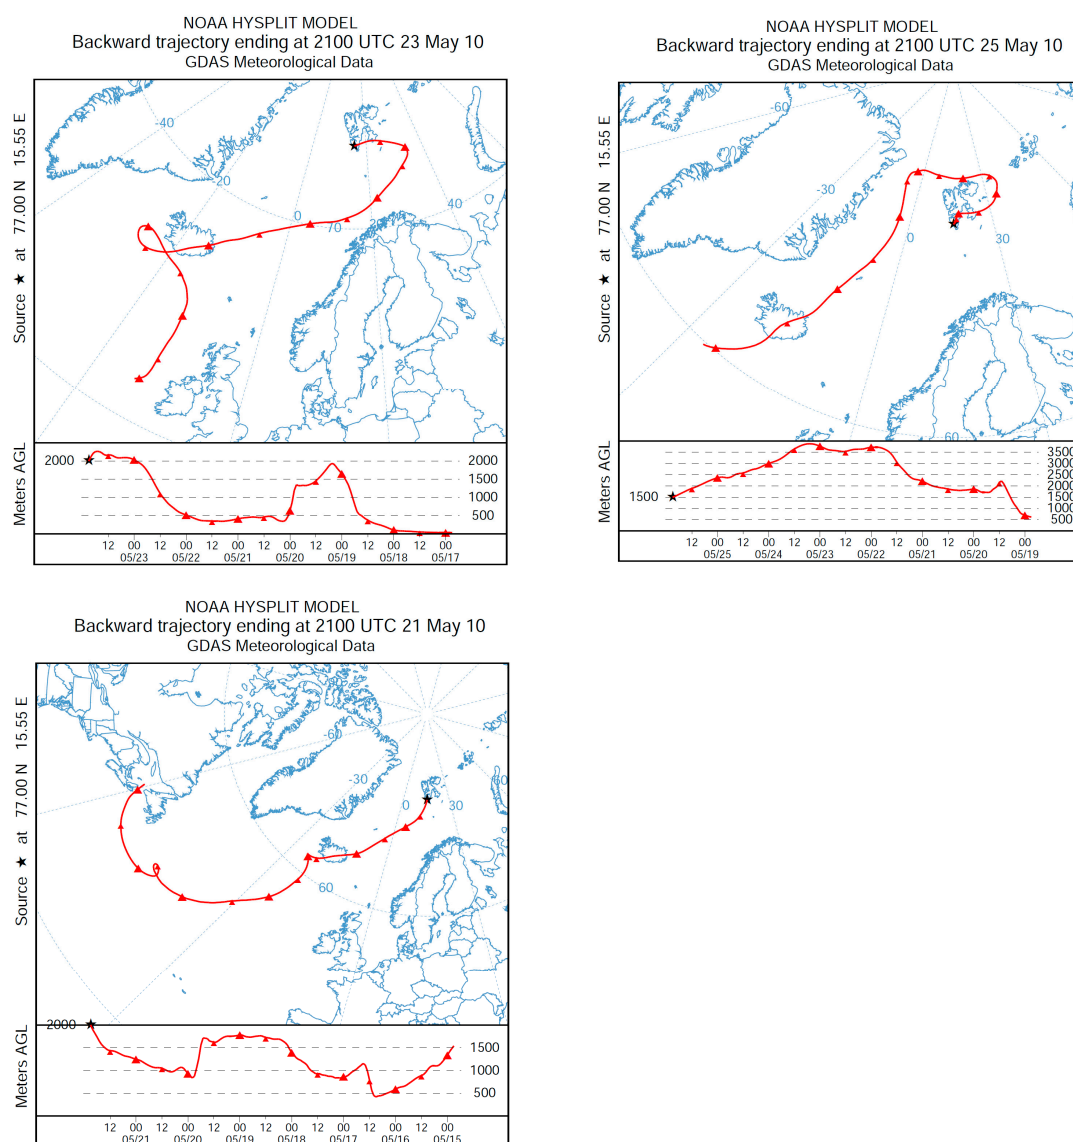 NOAA HYSPLIT MODEL
Backward trajectory ending at 2100 UTC 23 May 10
GDAS Meteorological Data
Source ★ at 77.00 N 15.55 E
-40
-20
0
70
40
Meters AGL
2000
2000
1500
1000
500
12 00 12 00 12 00 12 00 12 00 12 00 12 00
05/23 05/22 05/21 05/20 05/19 05/18 05/17
NOAA HYSPLIT MODEL
Backward trajectory ending at 2100 UTC 25 May 10
GDAS Meteorological Data
Source ★ at 77.00 N 15.55 E
-60
-30
0
30
60
Meters AGL
1500
3500
3000
2500
2000
1500
1000
500
12 00 12 00 12 00 12 00 12 00 12 00 12 00
05/25 05/24 05/23 05/22 05/21 05/20 05/19
NOAA HYSPLIT MODEL
Backward trajectory ending at 2100 UTC 21 May 10
GDAS Meteorological Data
Source ★ at 77.00 N 15.55 E
-60
-30
0
30
60
60
Meters AGL
2000
1500
1000
500
12 00 12 00 12 00 12 00 12 00 12 00 12 00
05/21 05/20 05/19 05/18 05/17 05/16 05/15